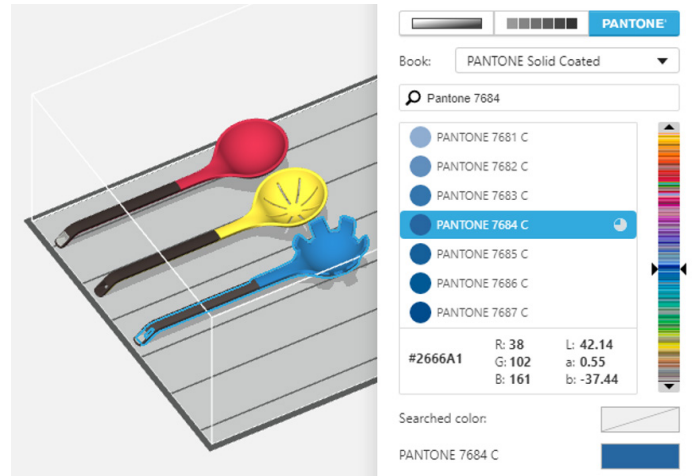 PANTONE®
Book: PANTONE Solid Coated
Pantone 7684
PANTONE 7681 C
PANTONE 7682 C
PANTONE 7683 C
PANTONE 7684 C
PANTONE 7685 C
PANTONE 7686 C
PANTONE 7687 C
#2666A1 R: 38 L: 42.14
G: 102 a: 0.55
B: 161 b: -37.44
Searched color:
PANTONE 7684 C